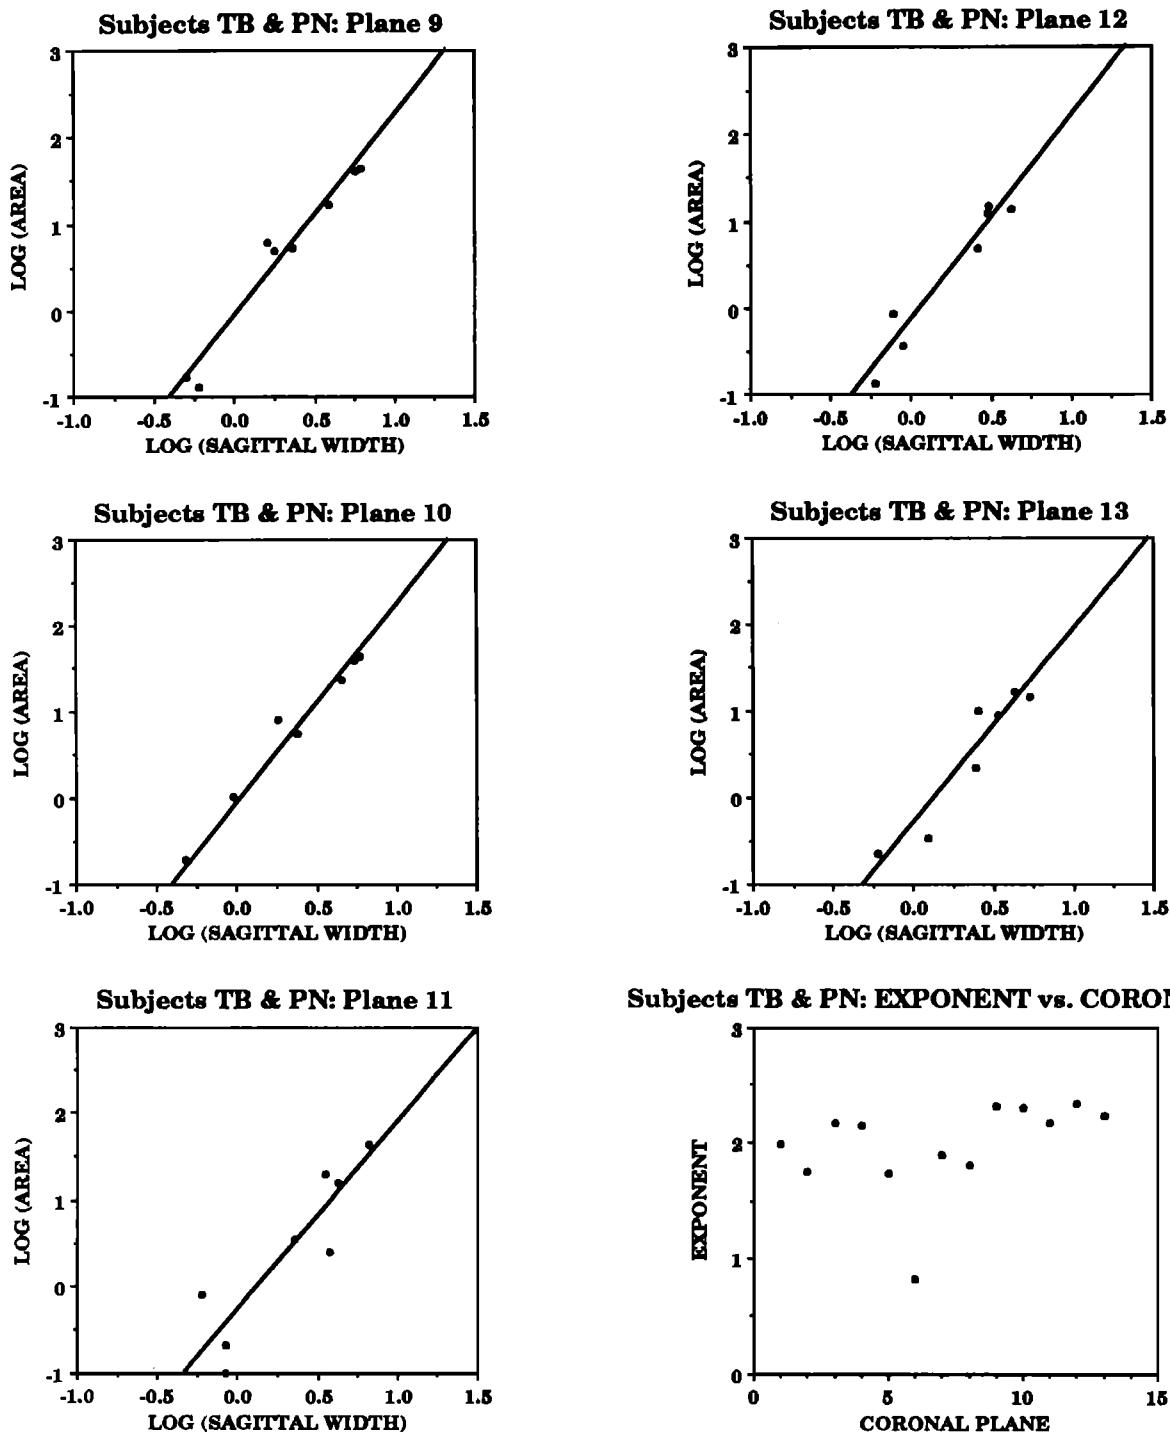 Subjects TB & PN: Plane 9
3
2
1
0
-1
LOG (AREA)
-1.0 -0.5 0.0 0.5 1.0 1.5
LOG (SAGITTAL WIDTH)
Subjects TB & PN: Plane 12
3
2
1
0
-1
LOG (AREA)
-1.0 -0.5 0.0 0.5 1.0 1.5
LOG (SAGITTAL WIDTH)
Subjects TB & PN: Plane 10
3
2
1
0
-1
LOG (AREA)
-1.0 -0.5 0.0 0.5 1.0 1.5
LOG (SAGITTAL WIDTH)
Subjects TB & PN: Plane 13
3
2
1
0
-1
LOG (AREA)
-1.0 -0.5 0.0 0.5 1.0 1.5
LOG (SAGITTAL WIDTH)
Subjects TB & PN: Plane 11
3
2
1
0
-1
LOG (AREA)
-1.0 -0.5 0.0 0.5 1.0 1.5
LOG (SAGITTAL WIDTH)
Subjects TB & PN: EXPONENT vs. CORON
3
2
1
0
EXPONENT
0 5 10 15
CORONAL PLANE